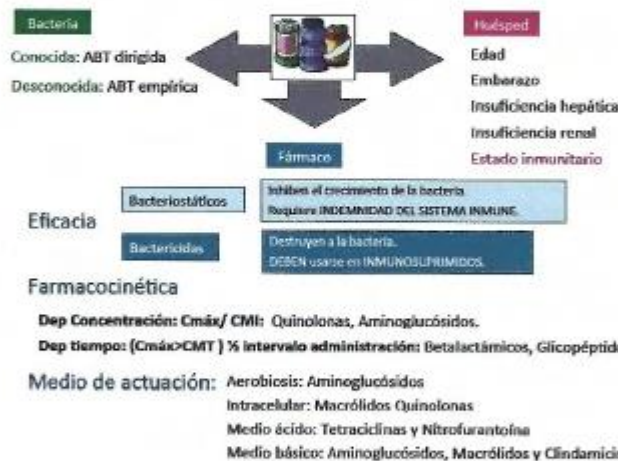 Bacteria
Conocida: ABT dirigida
Desconocida: ABT empírica
Huésped
Edad
Embarazo
Insuficiencia hepática
Insuficiencia renal
Estado inmunitario
Fármaco
Eficacia
Bacteriostáticos
Inhiben el crecimiento de la bacteria
Requiere INDEMNIDAD DEL SISTEMA INMUNE.
Bactericidas
Destruyen a la bacteria.
DEBEN usarse en INMUNOSUPRIMIDOS.
Farmacocinética
Dep Concentración: Cmáx/ CMI: Quinolonas, Aminoglucósidos.
Dep tiempo: (Cmáx>CMT) % intervalo administración: Betalactámicos, Glicopéptido
Medio de actuación: Aerobiosis: Aminoglucósidos
Intracelular: Macrólidos Quinolonas
Medio ácido: Tetraciclinas y Nitrofurantoína
Medio básico: Aminoglucósidos, Macrólidos y Clindamicin